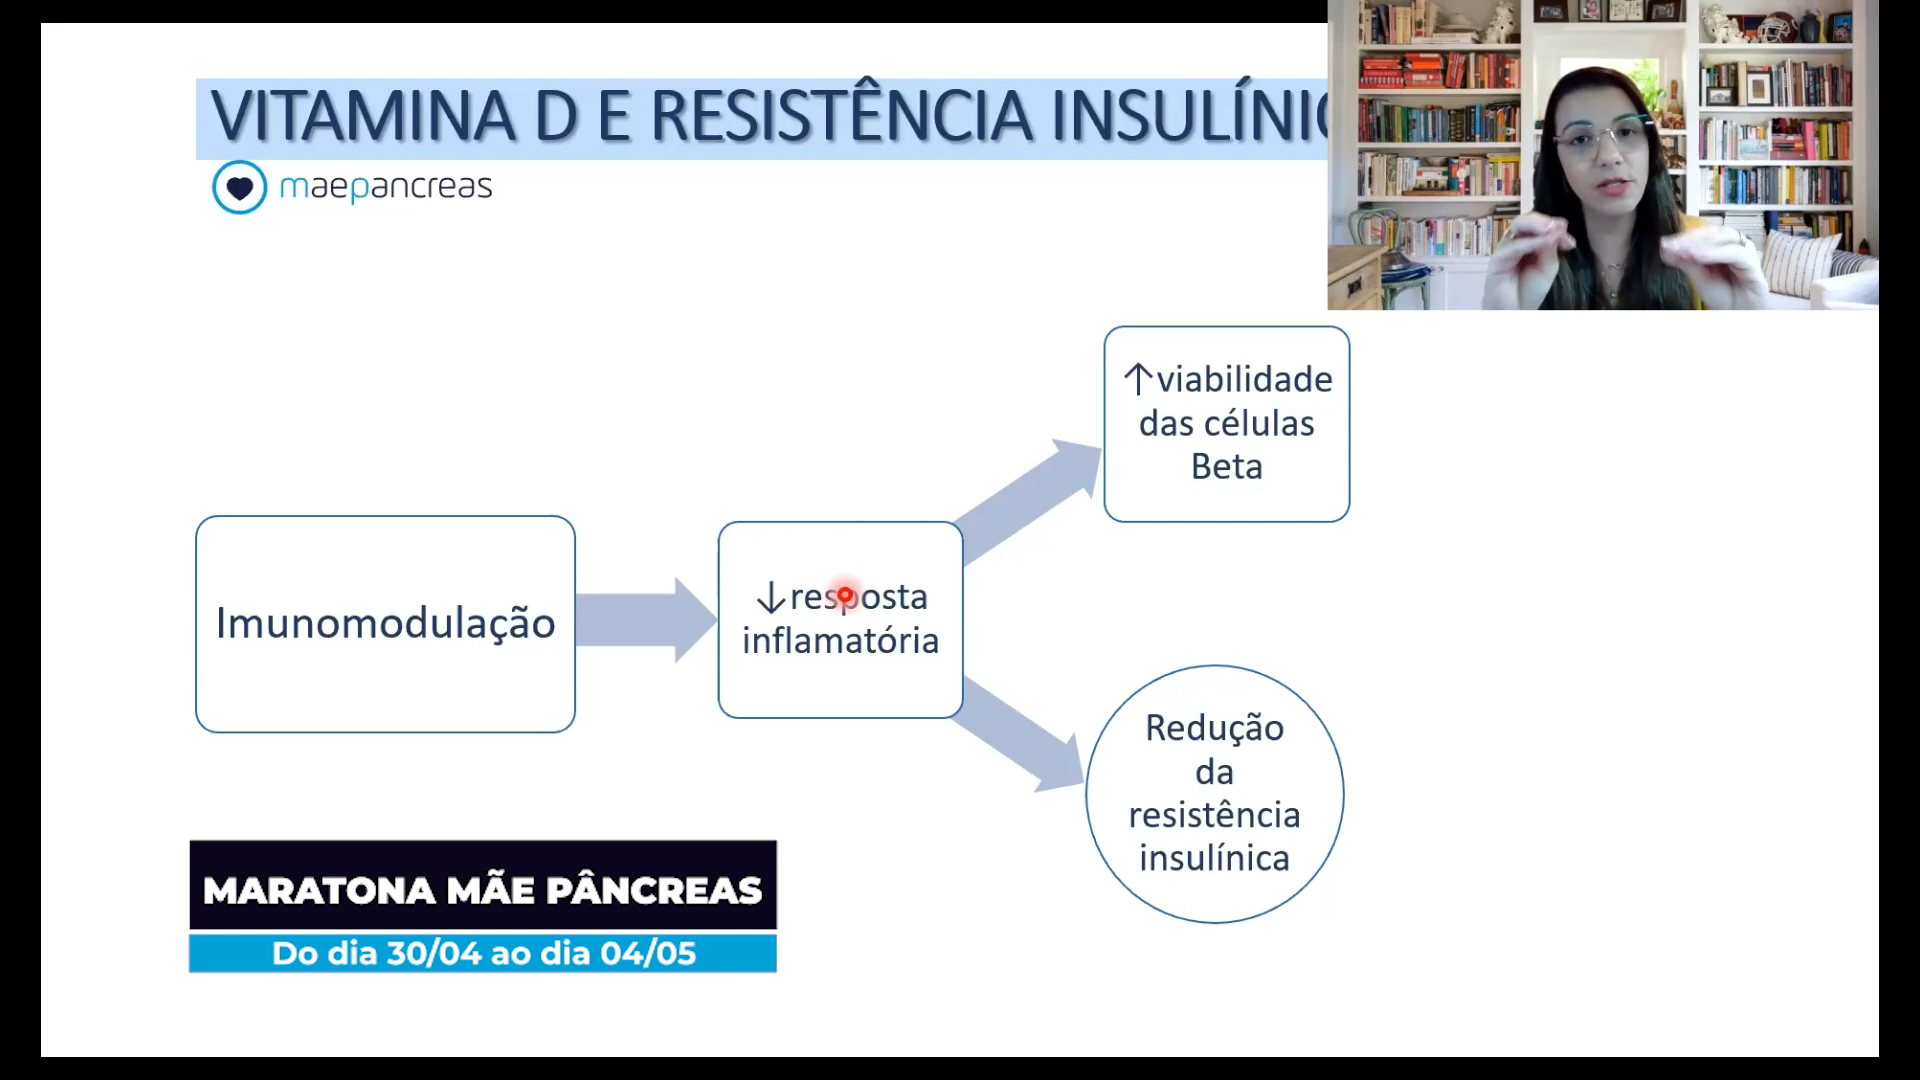 VITAMINA D E RESISTÊNCIA
maepancreas
↑viabilidade
das células
Beta
Imunomodulação
↓resposta
inflamatória
Redução
da
resistência
insulínica
MARATONA MÃE PÂNCREAS
Do dia 30/04 ao dia 04/05